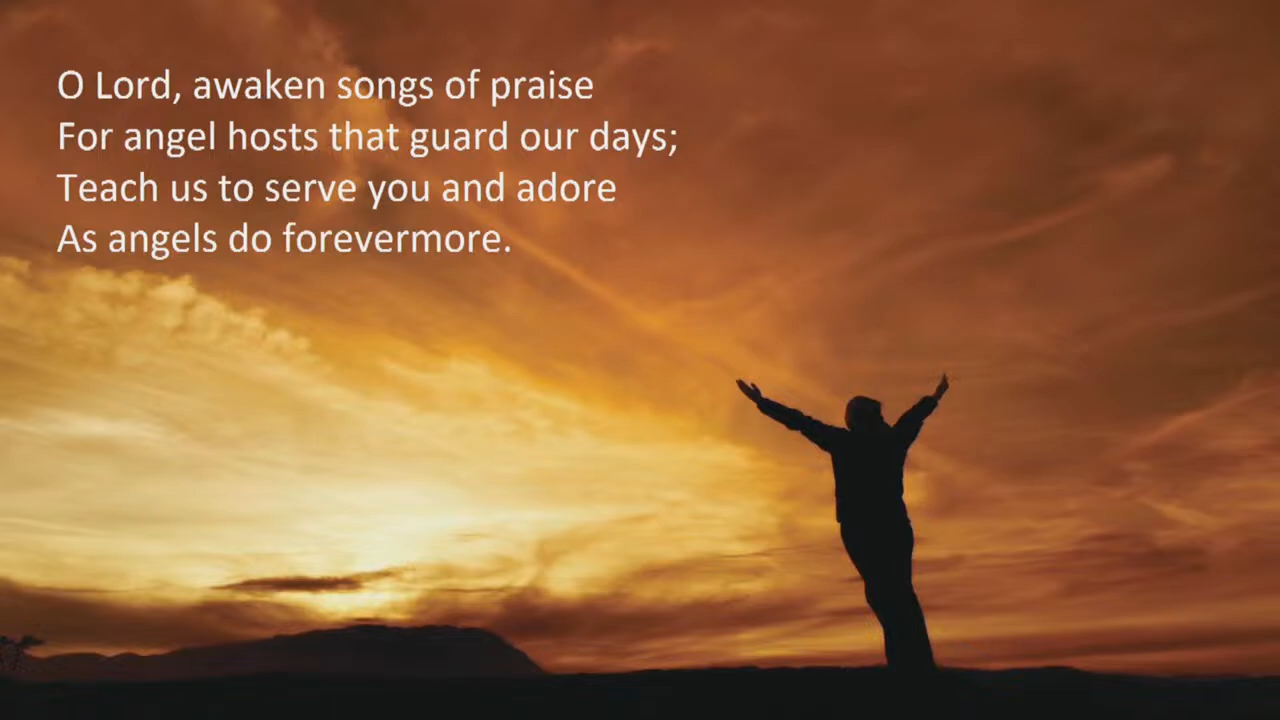 O Lord, awaken songs of praise
For angel hosts that guard our days;
Teach us to serve you and adore
As angels do forevermore.